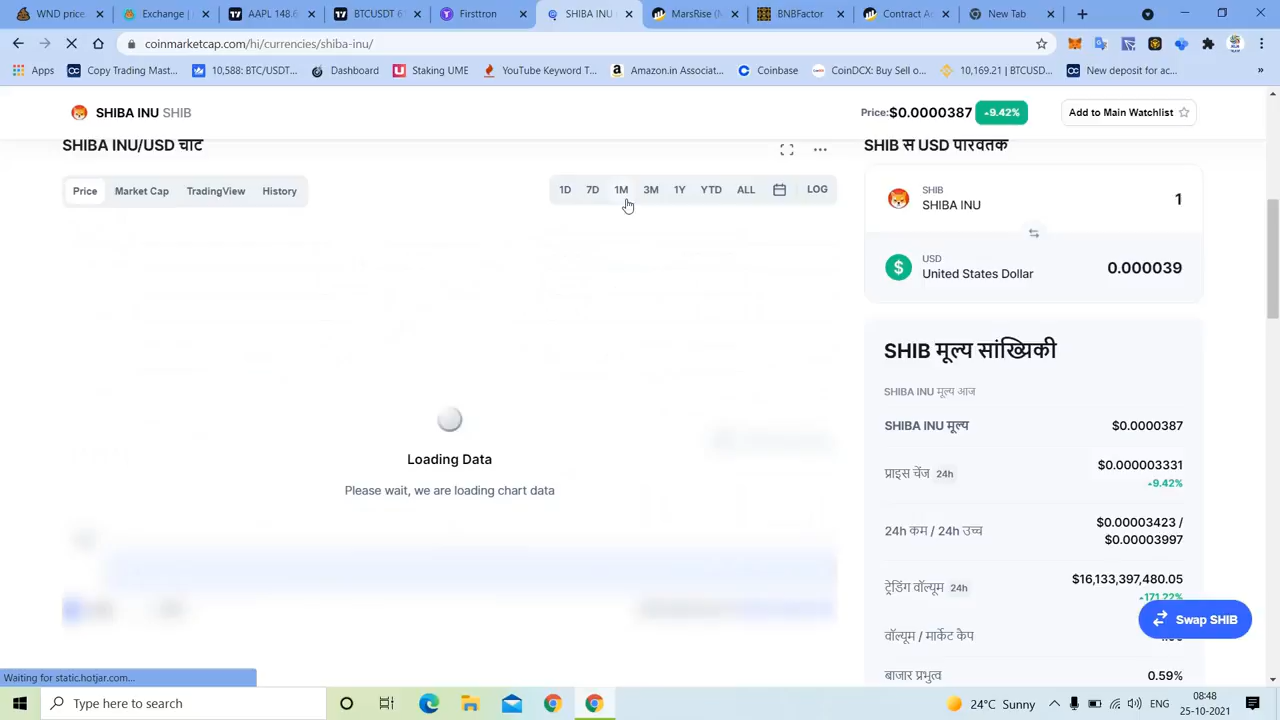 AAPL 148.6
BTCUSDT
Firstrown
SHIBA INU
MarsRise (
BNBFactor
Contract Ac
Contract
coinmarketcap.com/hi/currencies/shiba-inu/
Apps
Copy Trading Mast...
10,588: BTC/USDT...
Dashboard
Staking UME
YouTube Keyword T...
Amazon.in Associat...
Coinbase
CoinDCX: Buy Sell o...
10,169.21 | BTCUSD...
New deposit for ac...
»
SHIBA INU SHIB
Price:$0.0000387 9.42%
Add to Main Watchlist
SHIBA INU/USD चार्ट
SHIB से USD परिवर्तक
Price Market Cap TradingView History
1D 7D 1M 3M 1Y YTD ALL LOG
SHIB
SHIBA INU
1
USD
United States Dollar
0.000039
Loading Data
Please wait, we are loading chart data
SHIB मूल्य सांख्यिकी
SHIBA INU मूल्य आज
SHIBA INU मूल्य
$0.0000387
प्राइस चेंज 24h
$0.000003331
9.42%
24h कम / 24h उच्च
$0.00003423 /
$0.00003997
ट्रेडिंग वॉल्यूम 24h
$16,133,397,480.05
171.22%
वॉल्यूम / मार्केट कैप
बाजार प्रभुत्व
0.59%
Swap SHIB
Waiting for static.hotjar.com...
Type here to search
24°C Sunny
ENG
08:48
25-10-2021